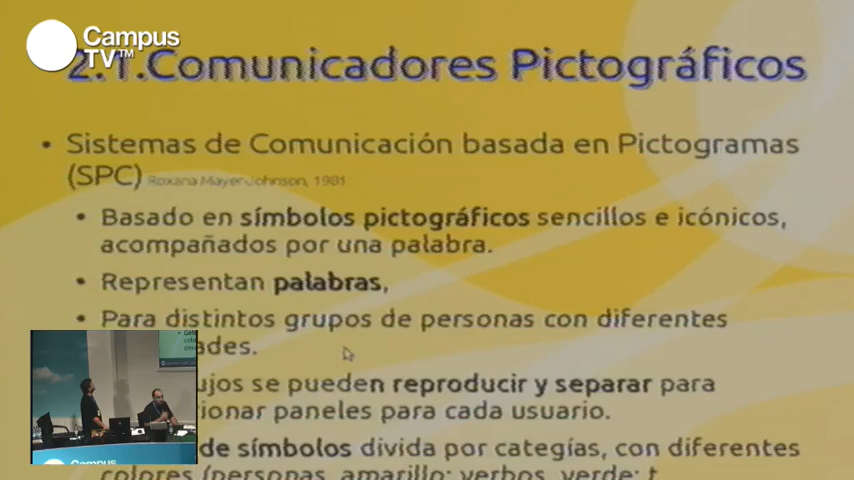 Campus
TV™
2.1.Comunicadores Pictográficos
• Sistemas de Comunicación basada en Pictogramas
(SPC) Roxana Mayer-Johnson, 1981
• Basado en símbolos pictográficos sencillos e icónicos,
acompañados por una palabra.
• Representan palabras,
• Para distintos grupos de personas con diferentes
ades.
ujos se pueden reproducir y separar para
ionar paneles para cada usuario.
de símbolos divida por categías, con diferentes
colores (personas, amarillo; verbos, verde; t
Campus